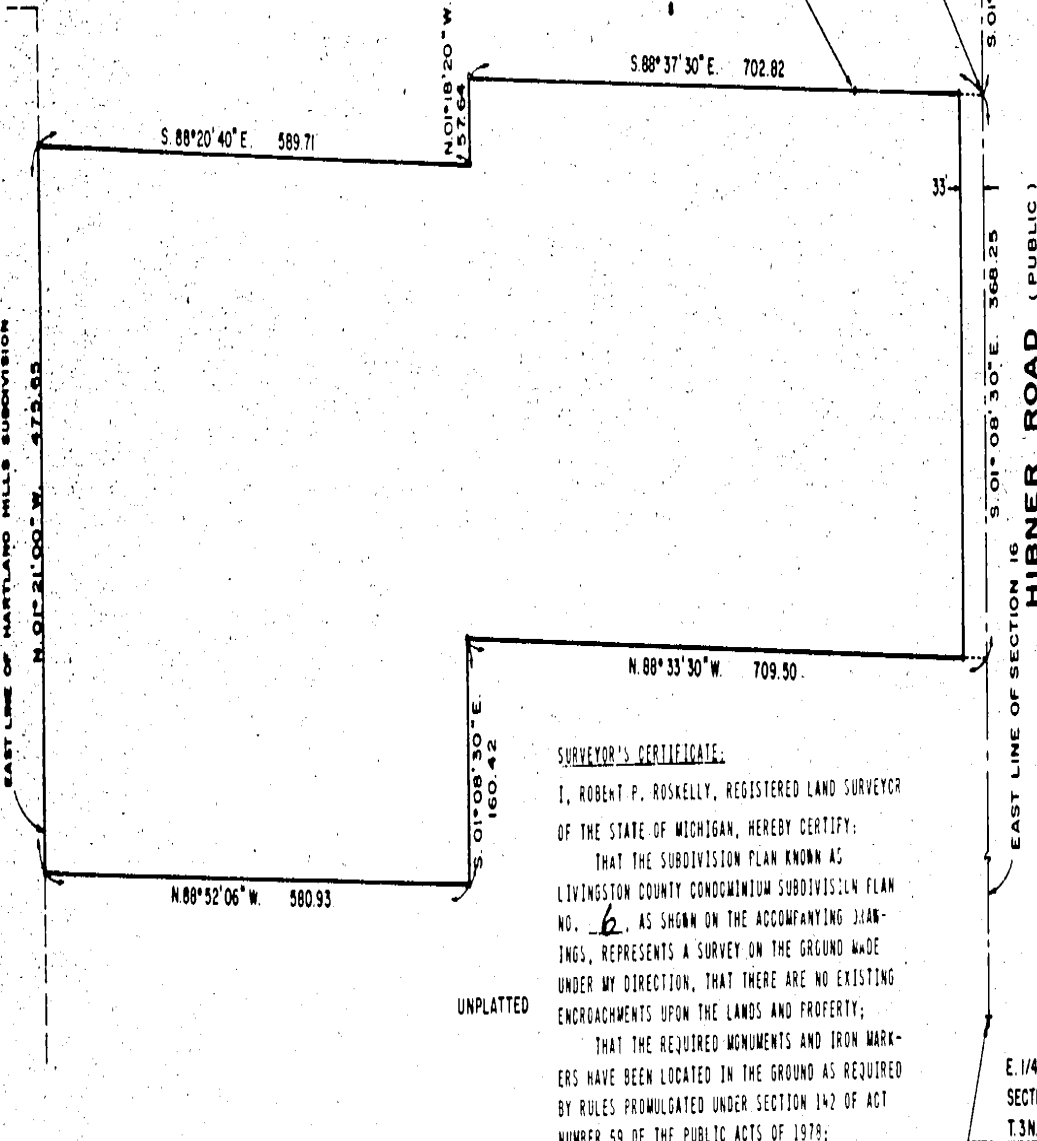 S. 01°
N. 01°18'20" W.
57.64
S. 88°37'30" E. 702.82
S. 88°20'40" E. 589.71
33'
S. 01°08'30" E. 368.25
HIBNER ROAD (PUBLIC)
EAST LINE OF HARTLAND HILLS SUBDIVISION
N. 01°21'00" W. 475.65
N. 88°33'30" W. 709.50
EAST LINE OF SECTION 16
S. 01°08'30" E.
160.42
N. 88°52'06" W. 580.93
UNPLATTED
SURVEYOR'S CERTIFICATE:
I, ROBERT P. ROSKELLY, REGISTERED LAND SURVEYOR
OF THE STATE OF MICHIGAN, HEREBY CERTIFY:
THAT THE SUBDIVISION PLAN KNOWN AS
LIVINGSTON COUNTY CONDOMINIUM SUBDIVISION PLAN
NO. 6, AS SHOWN ON THE ACCOMPANYING DRAW-
INGS, REPRESENTS A SURVEY ON THE GROUND MADE
UNDER MY DIRECTION, THAT THERE ARE NO EXISTING
ENCROACHMENTS UPON THE LANDS AND PROPERTY;
THAT THE REQUIRED MONUMENTS AND IRON MARK-
ERS HAVE BEEN LOCATED IN THE GROUND AS REQUIRED
BY RULES PROMULGATED UNDER SECTION 142 OF ACT
NUMBER 59 OF THE PUBLIC ACTS OF 1978;
E. 1/4
SECTI
T. 3 N.